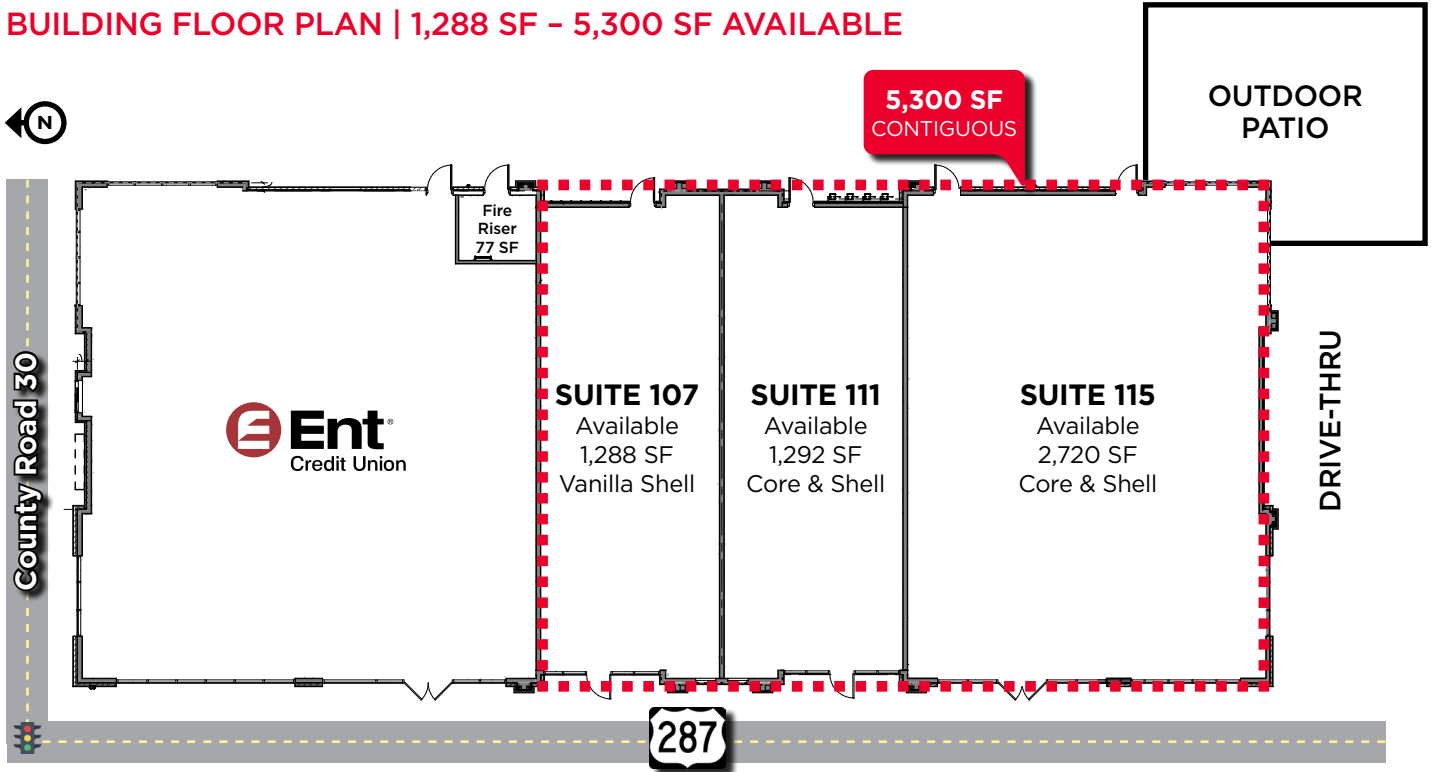 BUILDING FLOOR PLAN | 1,288 SF – 5,300 SF AVAILABLE
N
5,300 SF
CONTIGUOUS
OUTDOOR
PATIO
Fire
Riser
77 SF
County Road 30
Ent®
Credit Union
SUITE 107
Available
1,288 SF
Vanilla Shell
SUITE 111
Available
1,292 SF
Core & Shell
SUITE 115
Available
2,720 SF
Core & Shell
DRIVE-THRU
287